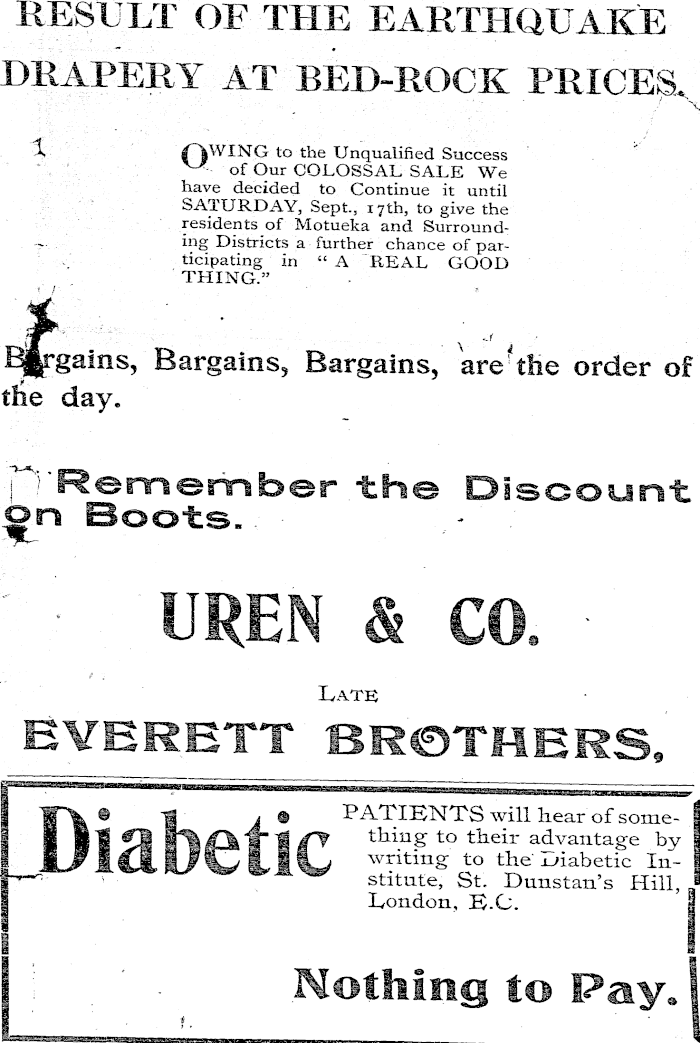 RESULT OF THE EARTHQUAKE
DRAPERY AT BED-ROCK PRICES.
OWING to the Unqualified Success
of Our COLOSSAL SALE We
have decided to Continue it until
SATURDAY, Sept., 17th, to give the
residents of Motueka and Surround-
ing Districts a further chance of par-
ticipating in “ A REAL GOOD
THING.”
Bargains, Bargains, Bargains, are the order of
the day.
Remember the Discount
on Boots.
UREN & CO.
LATE
EVERETT BROTHERS,
Diabetic
PATIENTS will hear of some-
thing to their advantage by
writing to the Diabetic In-
stitute, St. Dunstan's Hill,
London, E.C.
Nothing to Pay.